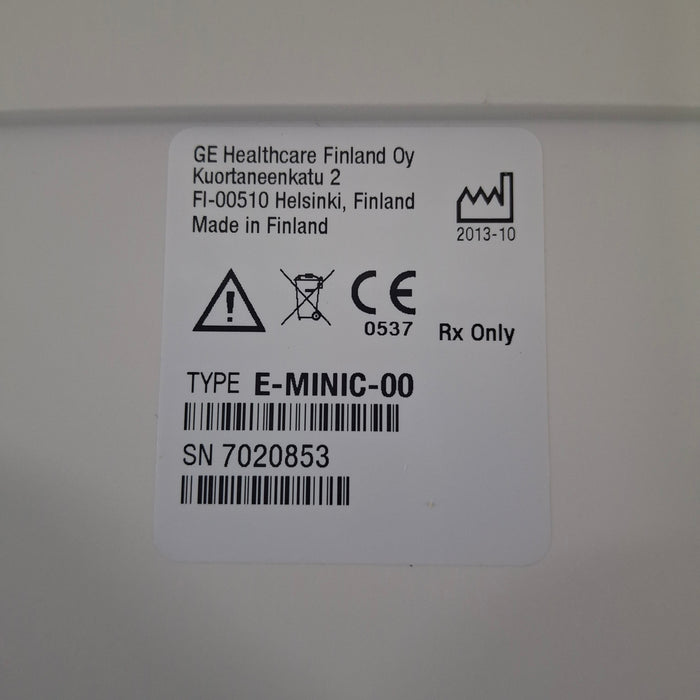 GE Healthcare Finland Oy
Kuortaneenkatu 2
FI-00510 Helsinki, Finland
Made in Finland
2013-10
CE
0537
Rx Only
TYPE E-MINIC-00
SN 7020853